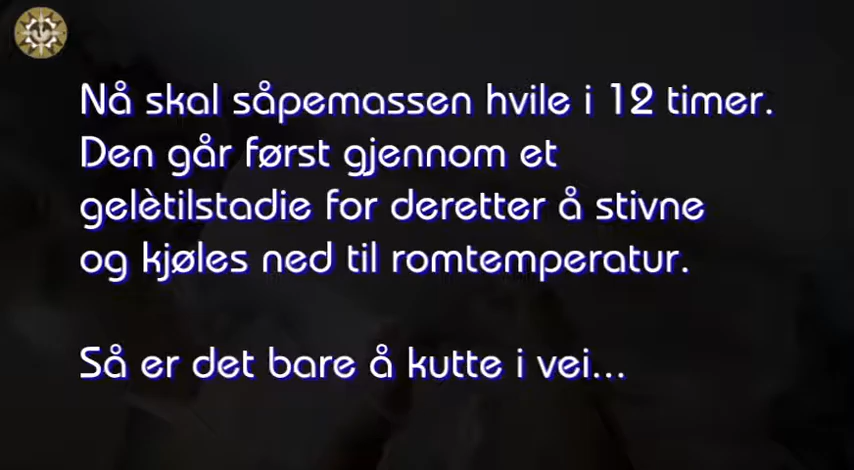 Nå skal såpemassen hvile i 12 timer.
Den går først gjennom et
gelètilstadie for deretter å stivne
og kjøles ned til romtemperatur.
Så er det bare å kutte i vei...